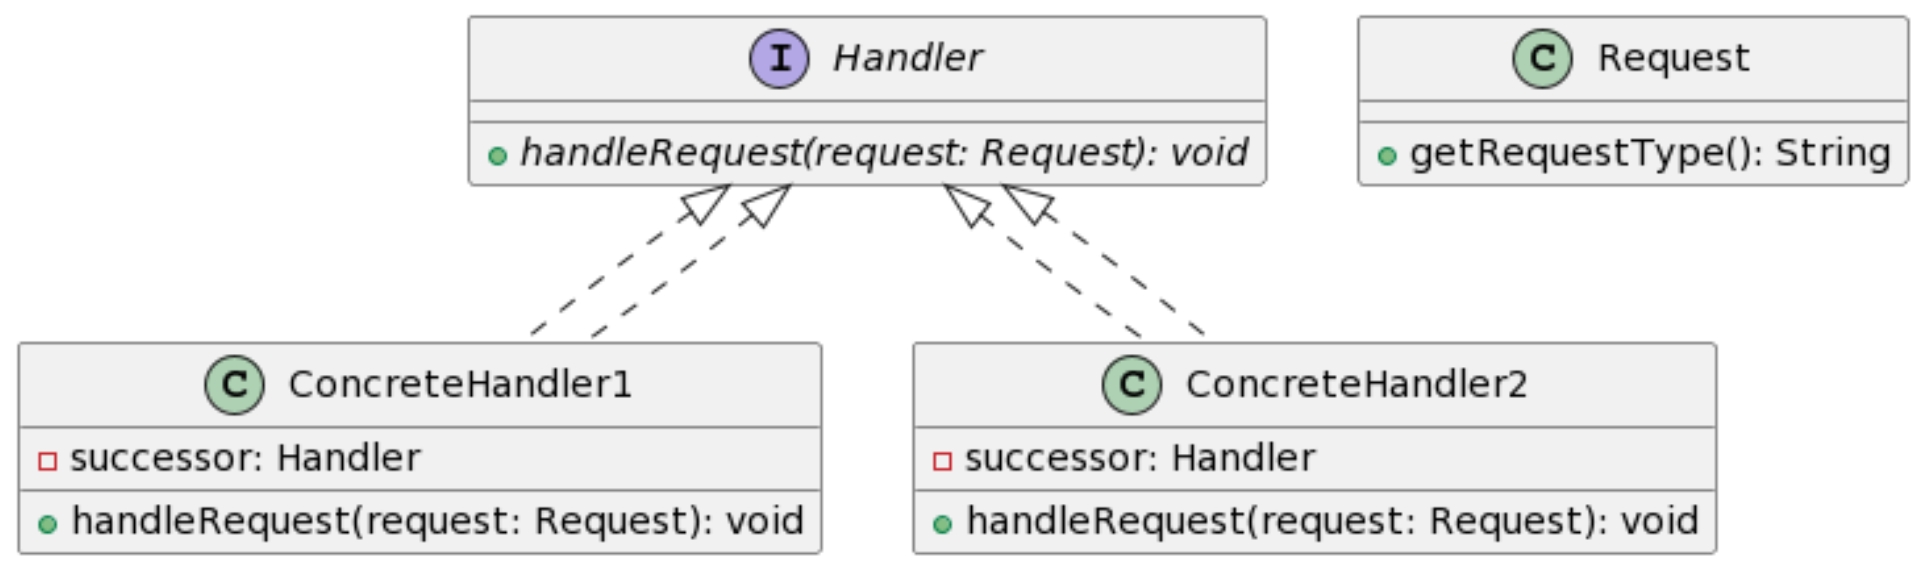 I Handler
handleRequest(request: Request): void
C Request
getRequestType(): String
C ConcreteHandler1
successor: Handler
handleRequest(request: Request): void
C ConcreteHandler2
successor: Handler
handleRequest(request: Request): void